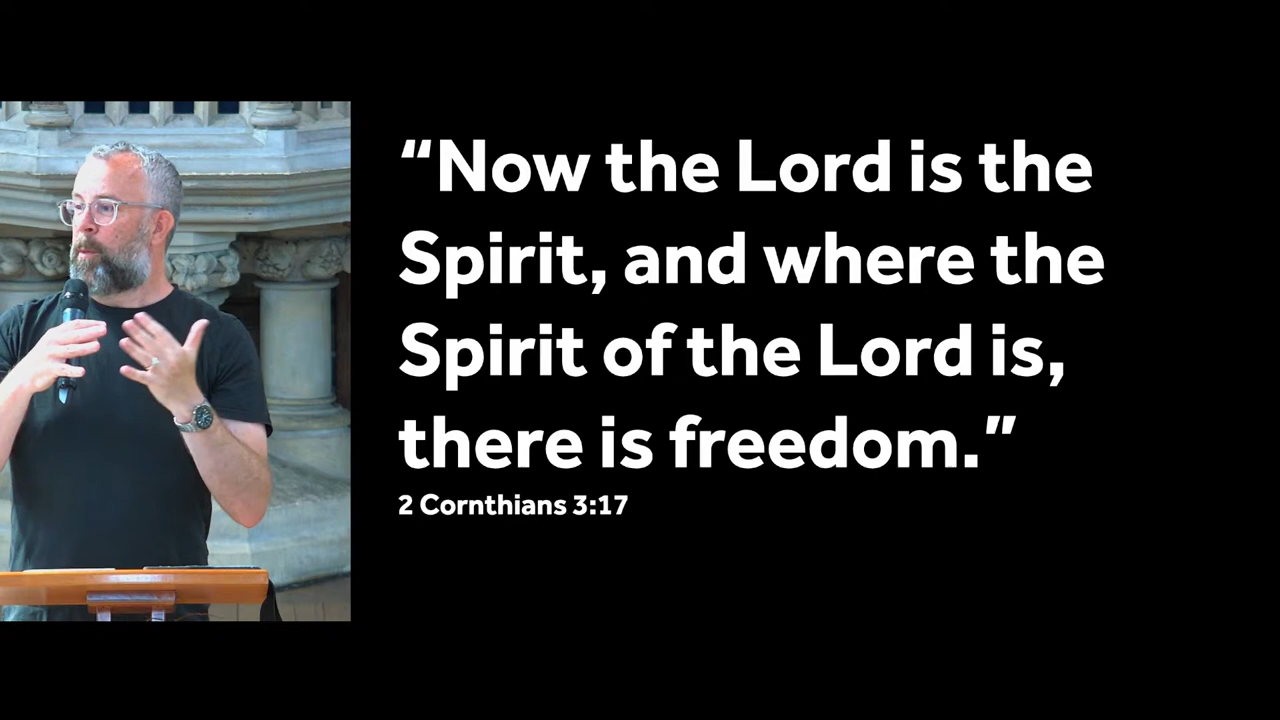 “Now the Lord is the
Spirit, and where the
Spirit of the Lord is,
there is freedom.”
2 Cornthians 3:17